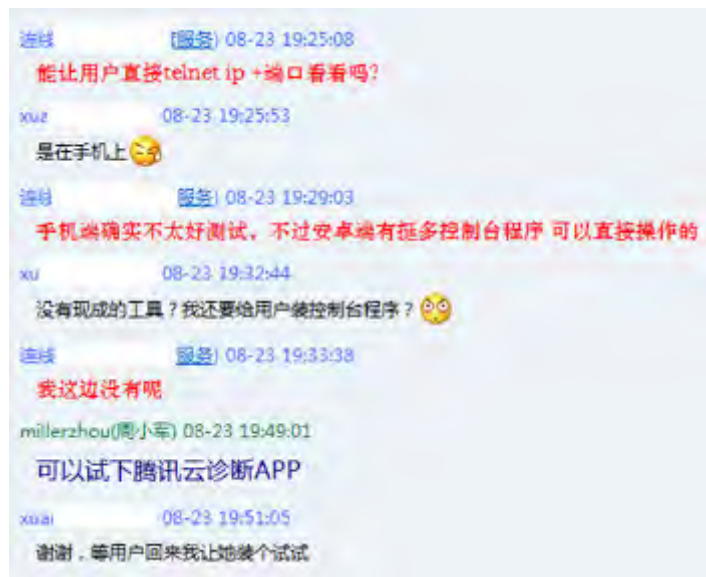 连线 (服务) 08-23 19:25:08
能让用户直接telnet ip +端口看看吗?
xuz 08-23 19:25:53
是在手机上
连线 服务) 08-23 19:29:03
手机端确实不太好测试，不过安卓端有挺多控制台程序 可以直接操作的
xu 08-23 19:32:44
没有现成的工具？我还要给用户装控制台程序？
连线 服务) 08-23 19:33:38
我这边没有呢
millerzhou(周小军) 08-23 19:49:01
可以试下腾讯云诊断APP
xuai 08-23 19:51:05
谢谢，等用户回来我让她装个试试